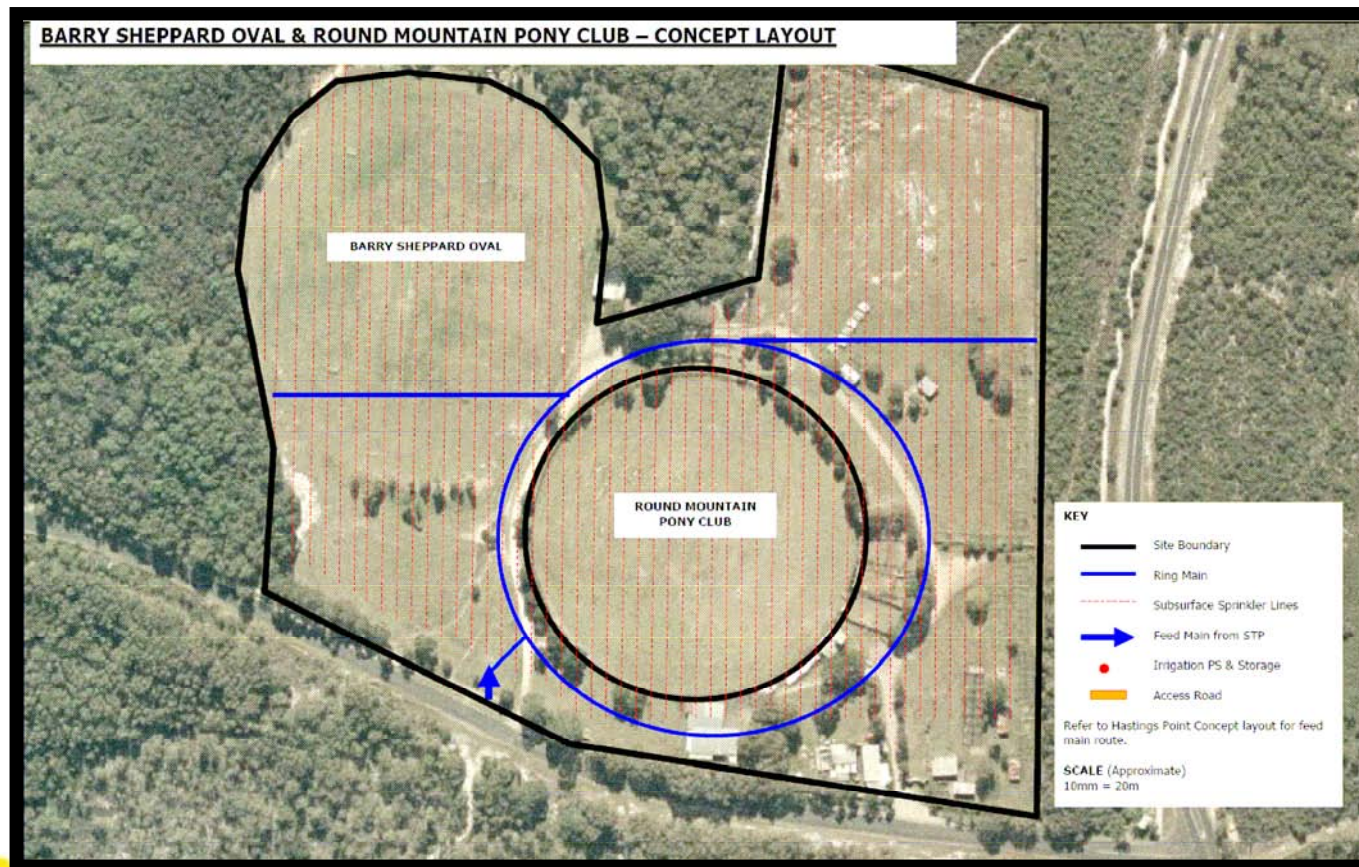 BARRY SHEPPARD OVAL & ROUND MOUNTAIN PONY CLUB – CONCEPT LAYOUT
BARRY SHEPPARD OVAL
ROUND MOUNTAIN
PONY CLUB
KEY
Site Boundary
Ring Main
Subsurface Sprinkler Lines
Feed Main from STP
Irrigation PS & Storage
Access Road
Refer to Hastings Point Concept layout for feed
main route.
SCALE (Approximate)
10mm = 20m